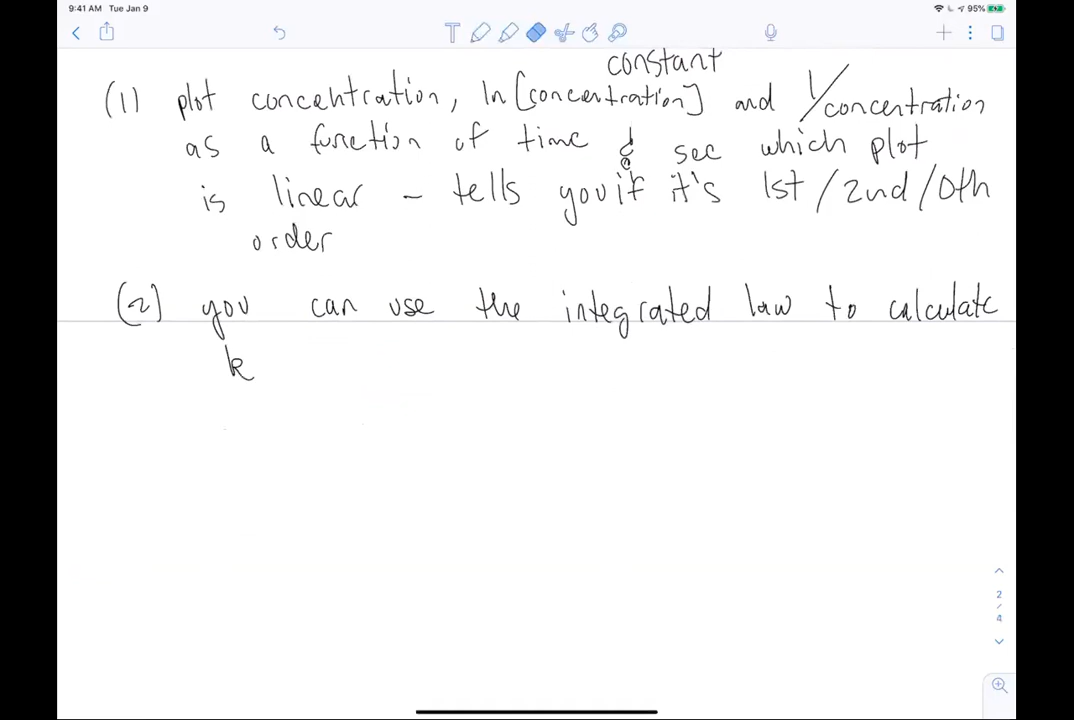 9:41 AM Tue Jan 9
95%
constant
(1) plot concentration, ln[concentration] and 1/concentration
as a function of time & see which plot
is linear - tells you if it's 1st/2nd/0th
order
(2) you can use the integrated law to calculate
k
2
/
4